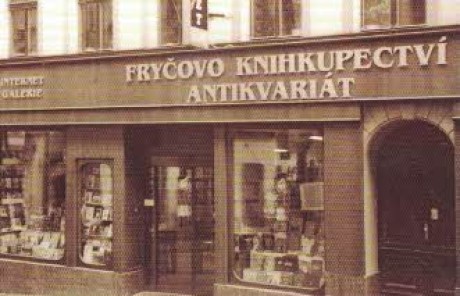 INTERNET
GALERIE
FRYČOVO KNIHKUPECTVÍ
ANTIKVARIÁT